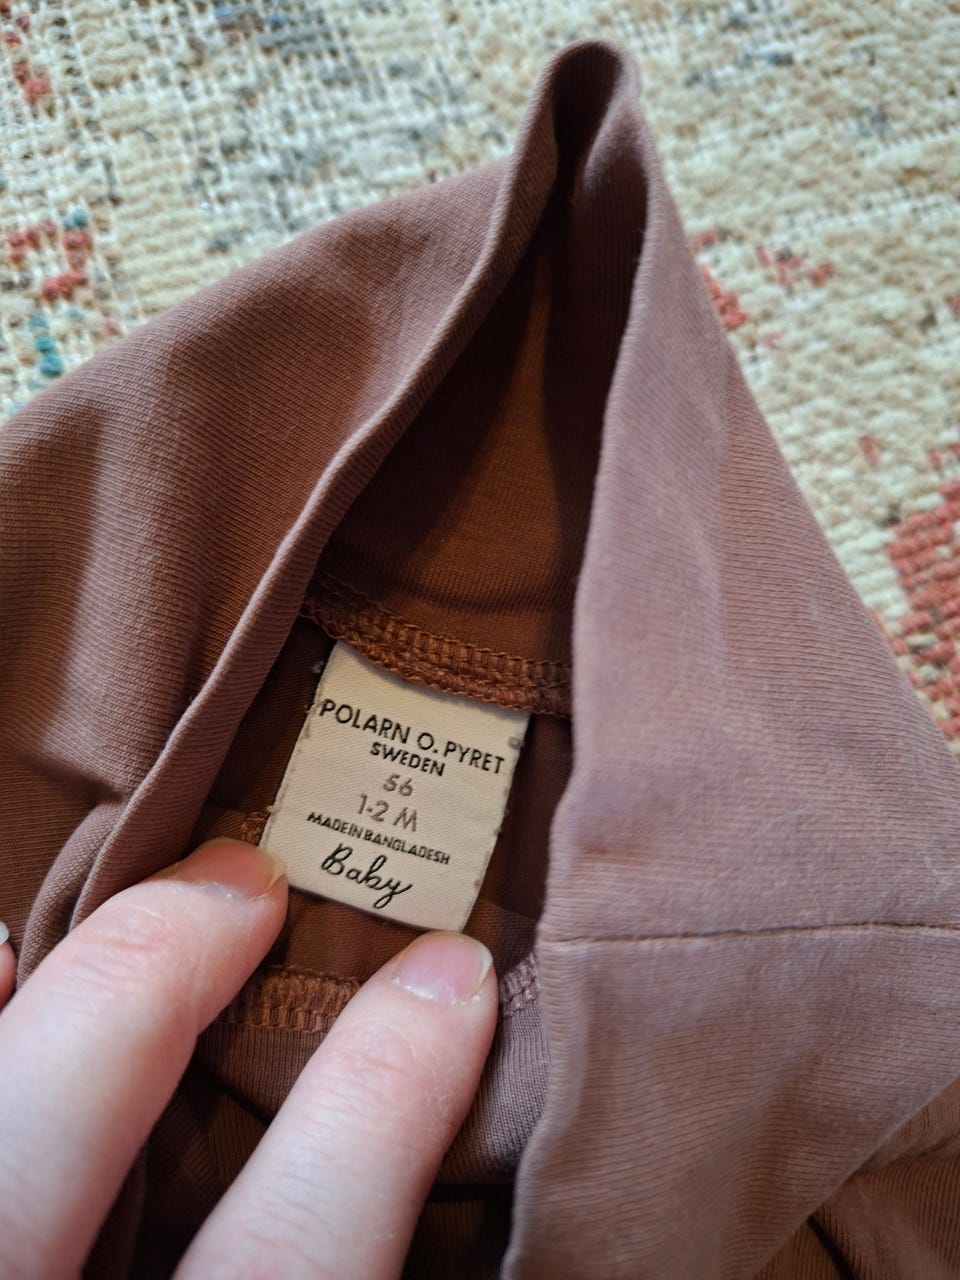 POLARN O. PYRET
SWEDEN
56
1-2 M
MADE IN BANGLADESH
Baby